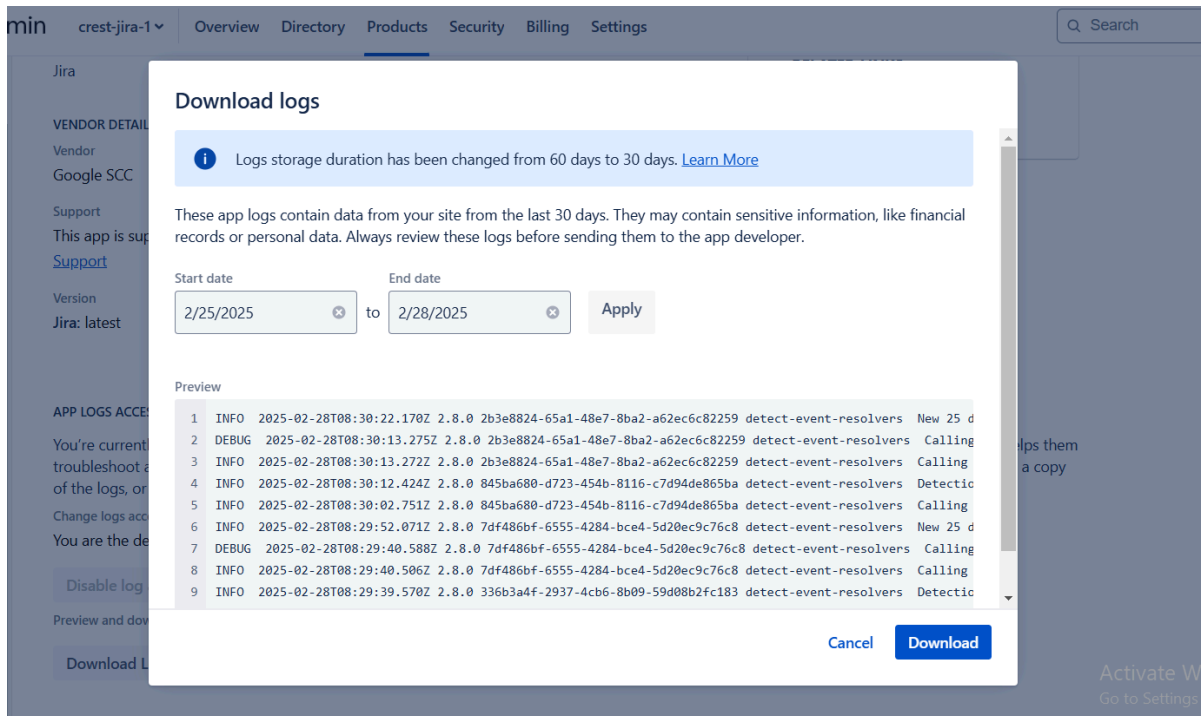 min crest-jira-1 Overview Directory Products Security Billing Settings Search
Jira
VENDOR DETAIL
Vendor
Google SCC
Support
This app is sup
Support
Version
Jira: latest
APP LOGS ACCES
You're currentl
troubleshoot a
of the logs, or
Change logs acc
You are the de
Disable log
Preview and dow
Download L
Download logs
Logs storage duration has been changed from 60 days to 30 days. Learn More
These app logs contain data from your site from the last 30 days. They may contain sensitive information, like financial
records or personal data. Always review these logs before sending them to the app developer.
Start date End date
2/25/2025 to 2/28/2025 Apply
Preview
1 INFO 2025-02-28T08:30:22.170Z 2.8.0 2b3e8824-65a1-48e7-8ba2-a62ec6c82259 detect-event-resolvers New 25 d
2 DEBUG 2025-02-28T08:30:13.275Z 2.8.0 2b3e8824-65a1-48e7-8ba2-a62ec6c82259 detect-event-resolvers Calling
3 INFO 2025-02-28T08:30:13.272Z 2.8.0 2b3e8824-65a1-48e7-8ba2-a62ec6c82259 detect-event-resolvers Calling
4 INFO 2025-02-28T08:30:12.424Z 2.8.0 845ba680-d723-454b-8116-c7d94de865ba detect-event-resolvers Detectio
5 INFO 2025-02-28T08:30:02.751Z 2.8.0 845ba680-d723-454b-8116-c7d94de865ba detect-event-resolvers Calling
6 INFO 2025-02-28T08:29:52.071Z 2.8.0 7df486bf-6555-4284-bce4-5d20ec9c76c8 detect-event-resolvers New 25 d
7 DEBUG 2025-02-28T08:29:40.588Z 2.8.0 7df486bf-6555-4284-bce4-5d20ec9c76c8 detect-event-resolvers Calling
8 INFO 2025-02-28T08:29:40.506Z 2.8.0 7df486bf-6555-4284-bce4-5d20ec9c76c8 detect-event-resolvers Calling
9 INFO 2025-02-28T08:29:39.570Z 2.8.0 336b3a4f-2937-4cb6-8b09-59d08b2fc183 detect-event-resolvers Detectio
Cancel Download
elps them
a copy
Activate W
Go to Settings